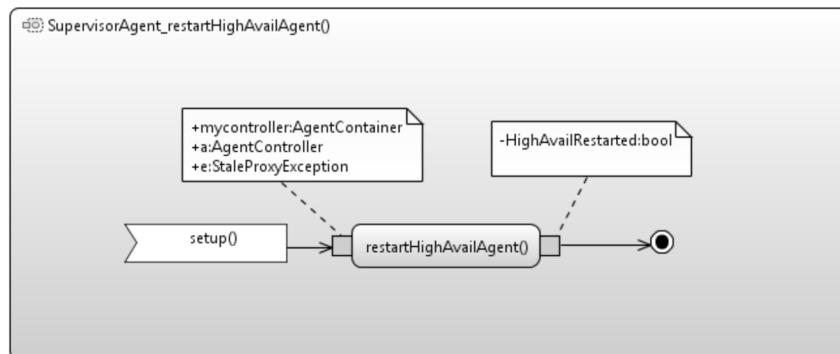 SupervisorAgent_restartHighAvailAgent()
+mycontroller:AgentContainer
+a:AgentController
+e:StaleProxyException
-HighAvailRestarted:bool
setup()
restartHighAvailAgent()